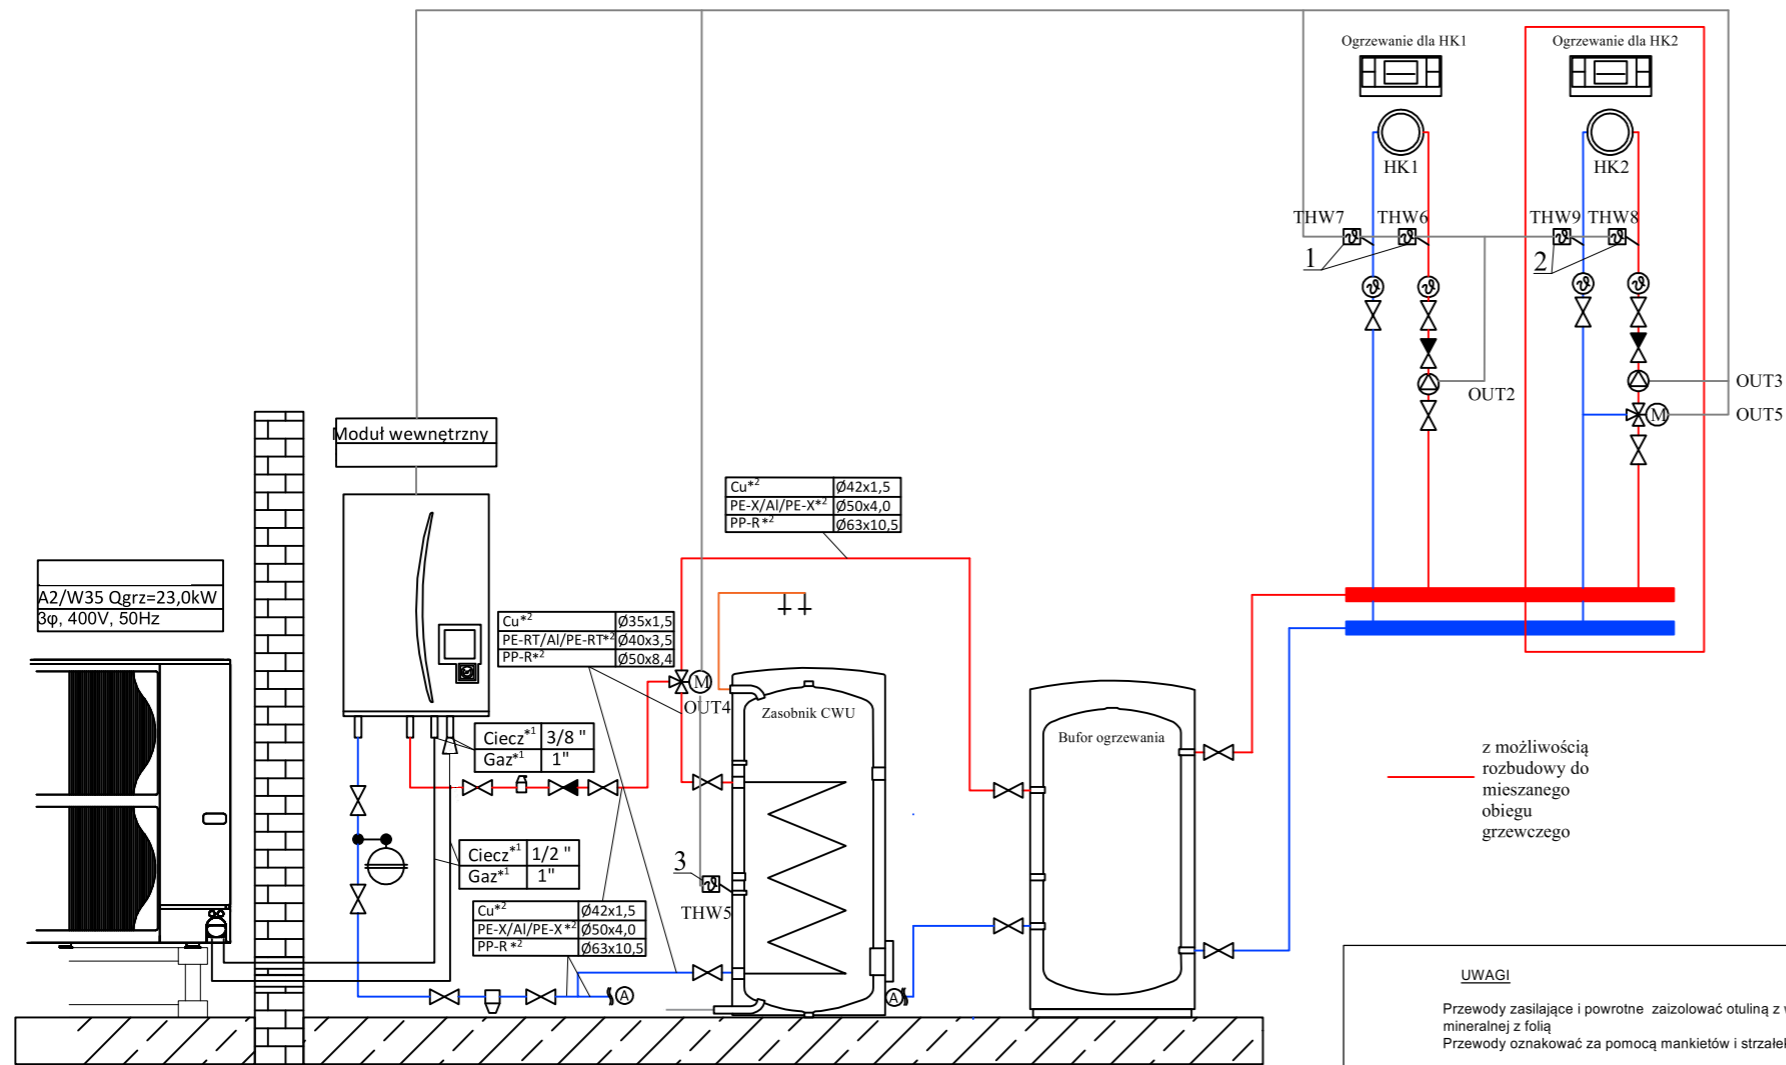 Ogrzewanie dla HK1
Ogrzewanie dla HK2
HK1
HK2
THW7
THW6
THW9
THW8
1
2
OUT2
OUT3
M
OUT5
Moduł wewnętrzny
Cu*2 Ø42x1,5
PE-X/Al/PE-X*2 Ø50x4,0
PP-R*2 Ø63x10,5
A2/W35 Qgrz=23,0kW
3φ, 400V, 50Hz
Cu*2 Ø35x1,5
PE-RT/Al/PE-RT*2 Ø40x3,5
PP-R*2 Ø50x8,4
M
OUT4
Zasobnik CWU
Bufor ogrzewania
Ciecz*1 3/8 "
Gaz*1 1"
z możliwością
rozbudowy do
mieszanego
obiegu
grzewczego
Ciecz*1 1/2 "
Gaz*1 1"
3
THW5
Cu*2 Ø42x1,5
PE-X/Al/PE-X*2 Ø50x4,0
PP-R*2 Ø63x10,5
A
A
UWAGI
Przewody zasilające i powrotne zaizolować otuliną z
mineralnej z folią
Przewody oznakować za pomocą mankietów i strzałek